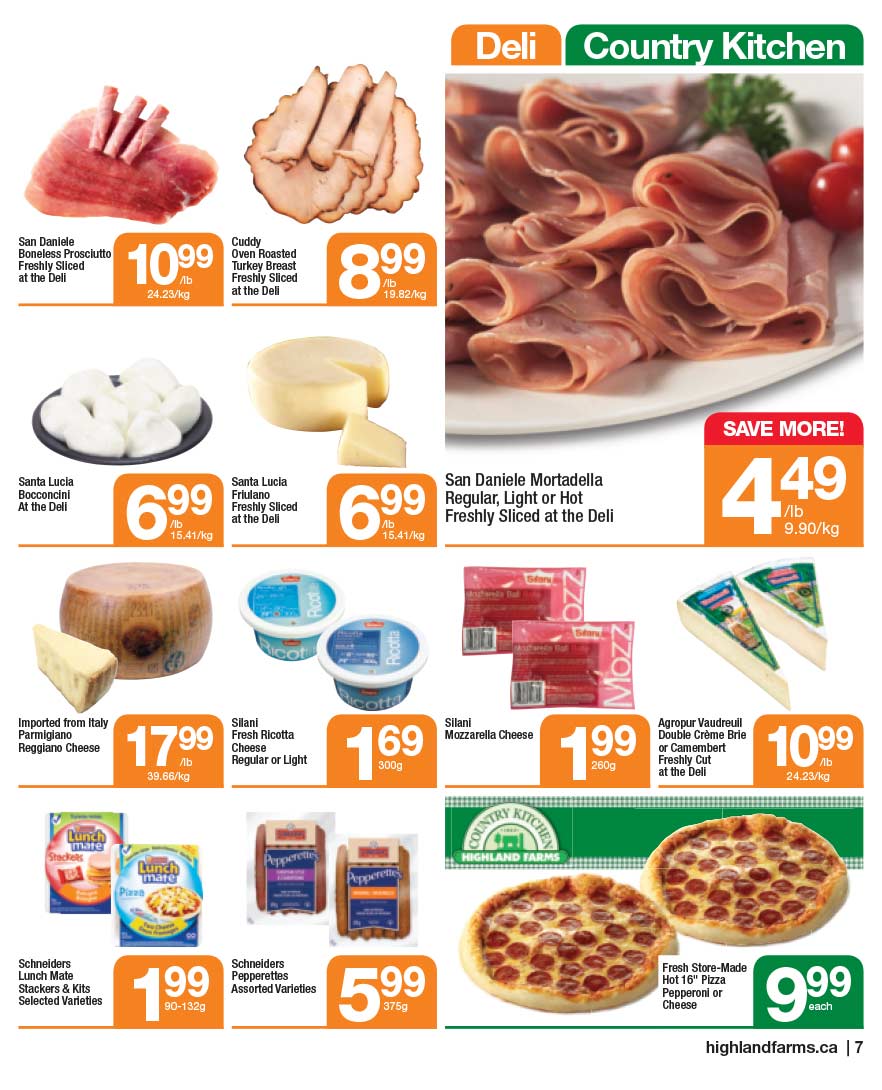 Deli
Country Kitchen
San Daniele
Boneless Prosciutto
Freshly Sliced
at the Deli
10.99
/lb
24.23/kg
Cuddy
Oven Roasted
Turkey Breast
Freshly Sliced
at the Deli
8.99
/lb
19.82/kg
Santa Lucia
Bocconcini
At the Deli
6.99
/lb
15.41/kg
Santa Lucia
Friulano
Freshly Sliced
at the Deli
6.99
/lb
15.41/kg
San Daniele Mortadella
Regular, Light or Hot
Freshly Sliced at the Deli
SAVE MORE!
4.49
/lb
9.90/kg
Imported from Italy
Parmigiano
Reggiano Cheese
17.99
/lb
39.66/kg
Ricotta
Ricotta
Ricotta
300g
Silani
Fresh Ricotta
Cheese
Regular or Light
1.69
300g
Silani
Mozzarella Ball
MOZZ
Silani
Mozzarella Ball
MOZZ
Silani
Mozzarella Cheese
1.99
260g
Agropur Vaudreuil
Double Crème Brie
or Camembert
Freshly Cut
at the Deli
10.99
/lb
24.23/kg
Lunch
mate
Stackers
Lunch
mate
Pizza
Schneiders
Lunch Mate
Stackers & Kits
Selected Varieties
1.99
90-132g
Pepperettes
Pepperettes
Schneiders
Pepperettes
Assorted Varieties
5.99
375g
COUNTRY KITCHEN
HIGHLAND FARMS
Fresh Store-Made
Hot 16" Pizza
Pepperoni or
Cheese
9.99
each
highlandfarms.ca | 7